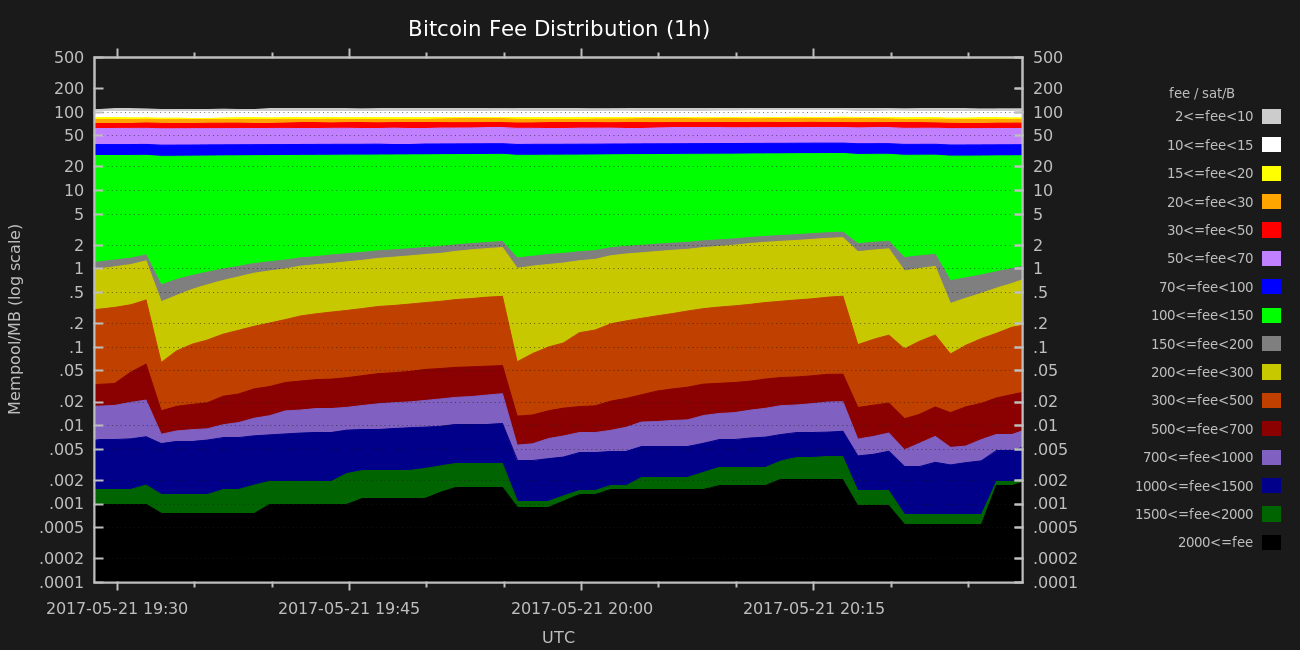 Bitcoin Fee Distribution (1h)
500 500
200 200
100 100
50 50
20 20
10 10
5 5
2 2
1 1
.5 .5
.2 .2
.1 .1
.05 .05
.02 .02
.01 .01
.005 .005
.002 .002
.001 .001
.0005 .0005
.0002 .0002
.0001 .0001
Mempool/MB (log scale)
2017-05-21 19:30 2017-05-21 19:45 2017-05-21 20:00 2017-05-21 20:15
UTC
fee / sat/B
2<=fee<10
10<=fee<15
15<=fee<20
20<=fee<30
30<=fee<50
50<=fee<70
70<=fee<100
100<=fee<150
150<=fee<200
200<=fee<300
300<=fee<500
500<=fee<700
700<=fee<1000
1000<=fee<1500
1500<=fee<2000
2000<=fee